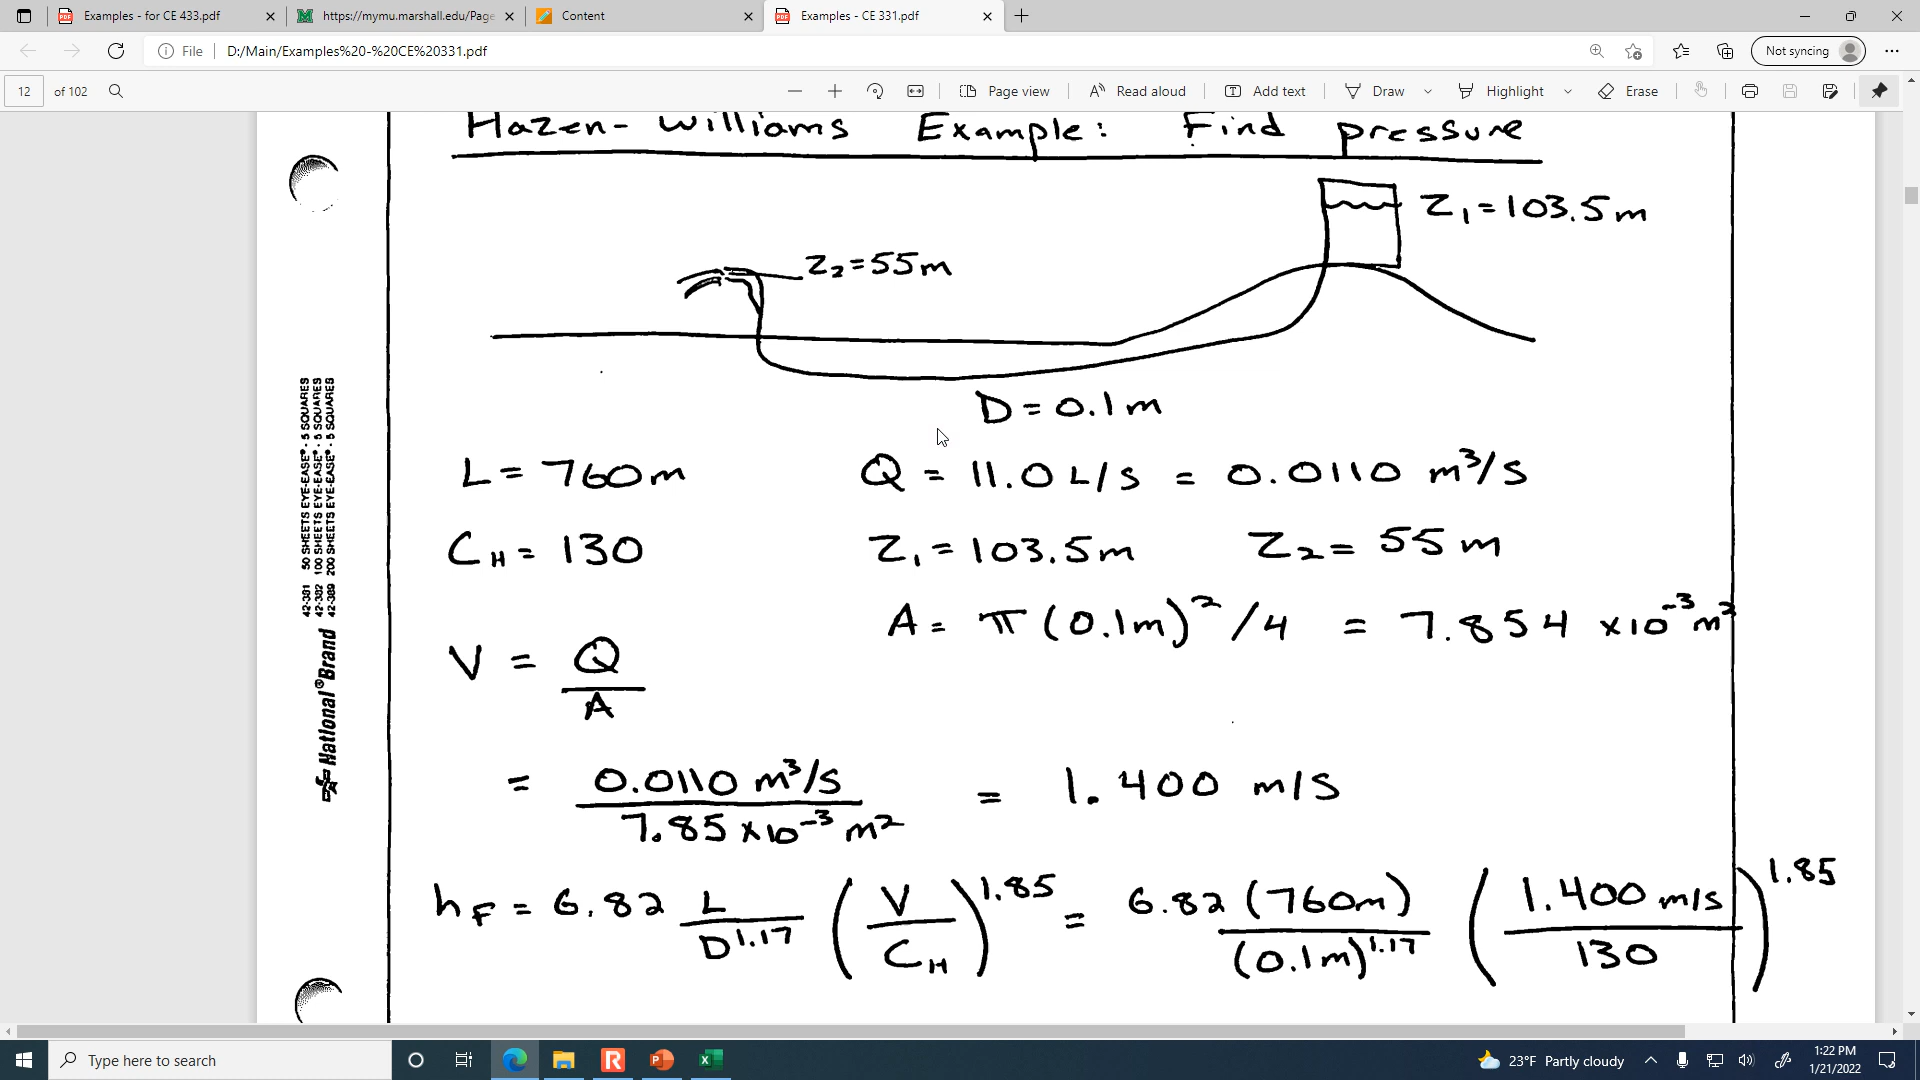 Examples - for CE 433.pdf
https://mymu.marshall.edu/Page
Content
Examples - CE 331.pdf
File
D:/Main/Examples%20-%20CE%20331.pdf
Not syncing
12 of 102
Page view
Read aloud
Add text
Draw
Highlight
Erase
Hazen-Williams Example: Find pressure
Z₁ = 103.5 m
Z₂ = 55 m
D = 0.1 m
L = 760 m
Q = 11.0 L/s = 0.0110 m³/s
C_H = 130
Z₁ = 103.5 m
Z₂ = 55 m
A = π (0.1m)² / 4 = 7.854 x10⁻³ m²
V = Q / A
= 0.0110 m³/s / 7.85 x10⁻³ m² = 1.400 m/s
h_F = 6.82 L / D^1.17 (V / C_H)^1.85 = 6.82 (760m) / (0.1m)^1.17 (1.400 m/s / 130)^1.85
42-381 50 SHEETS EYE-EASE® - 5 SQUARES
42-382 100 SHEETS EYE-EASE® - 5 SQUARES
42-389 200 SHEETS EYE-EASE® - 5 SQUARES
National®Brand
Type here to search
23°F Partly cloudy
1:22 PM
1/21/2022